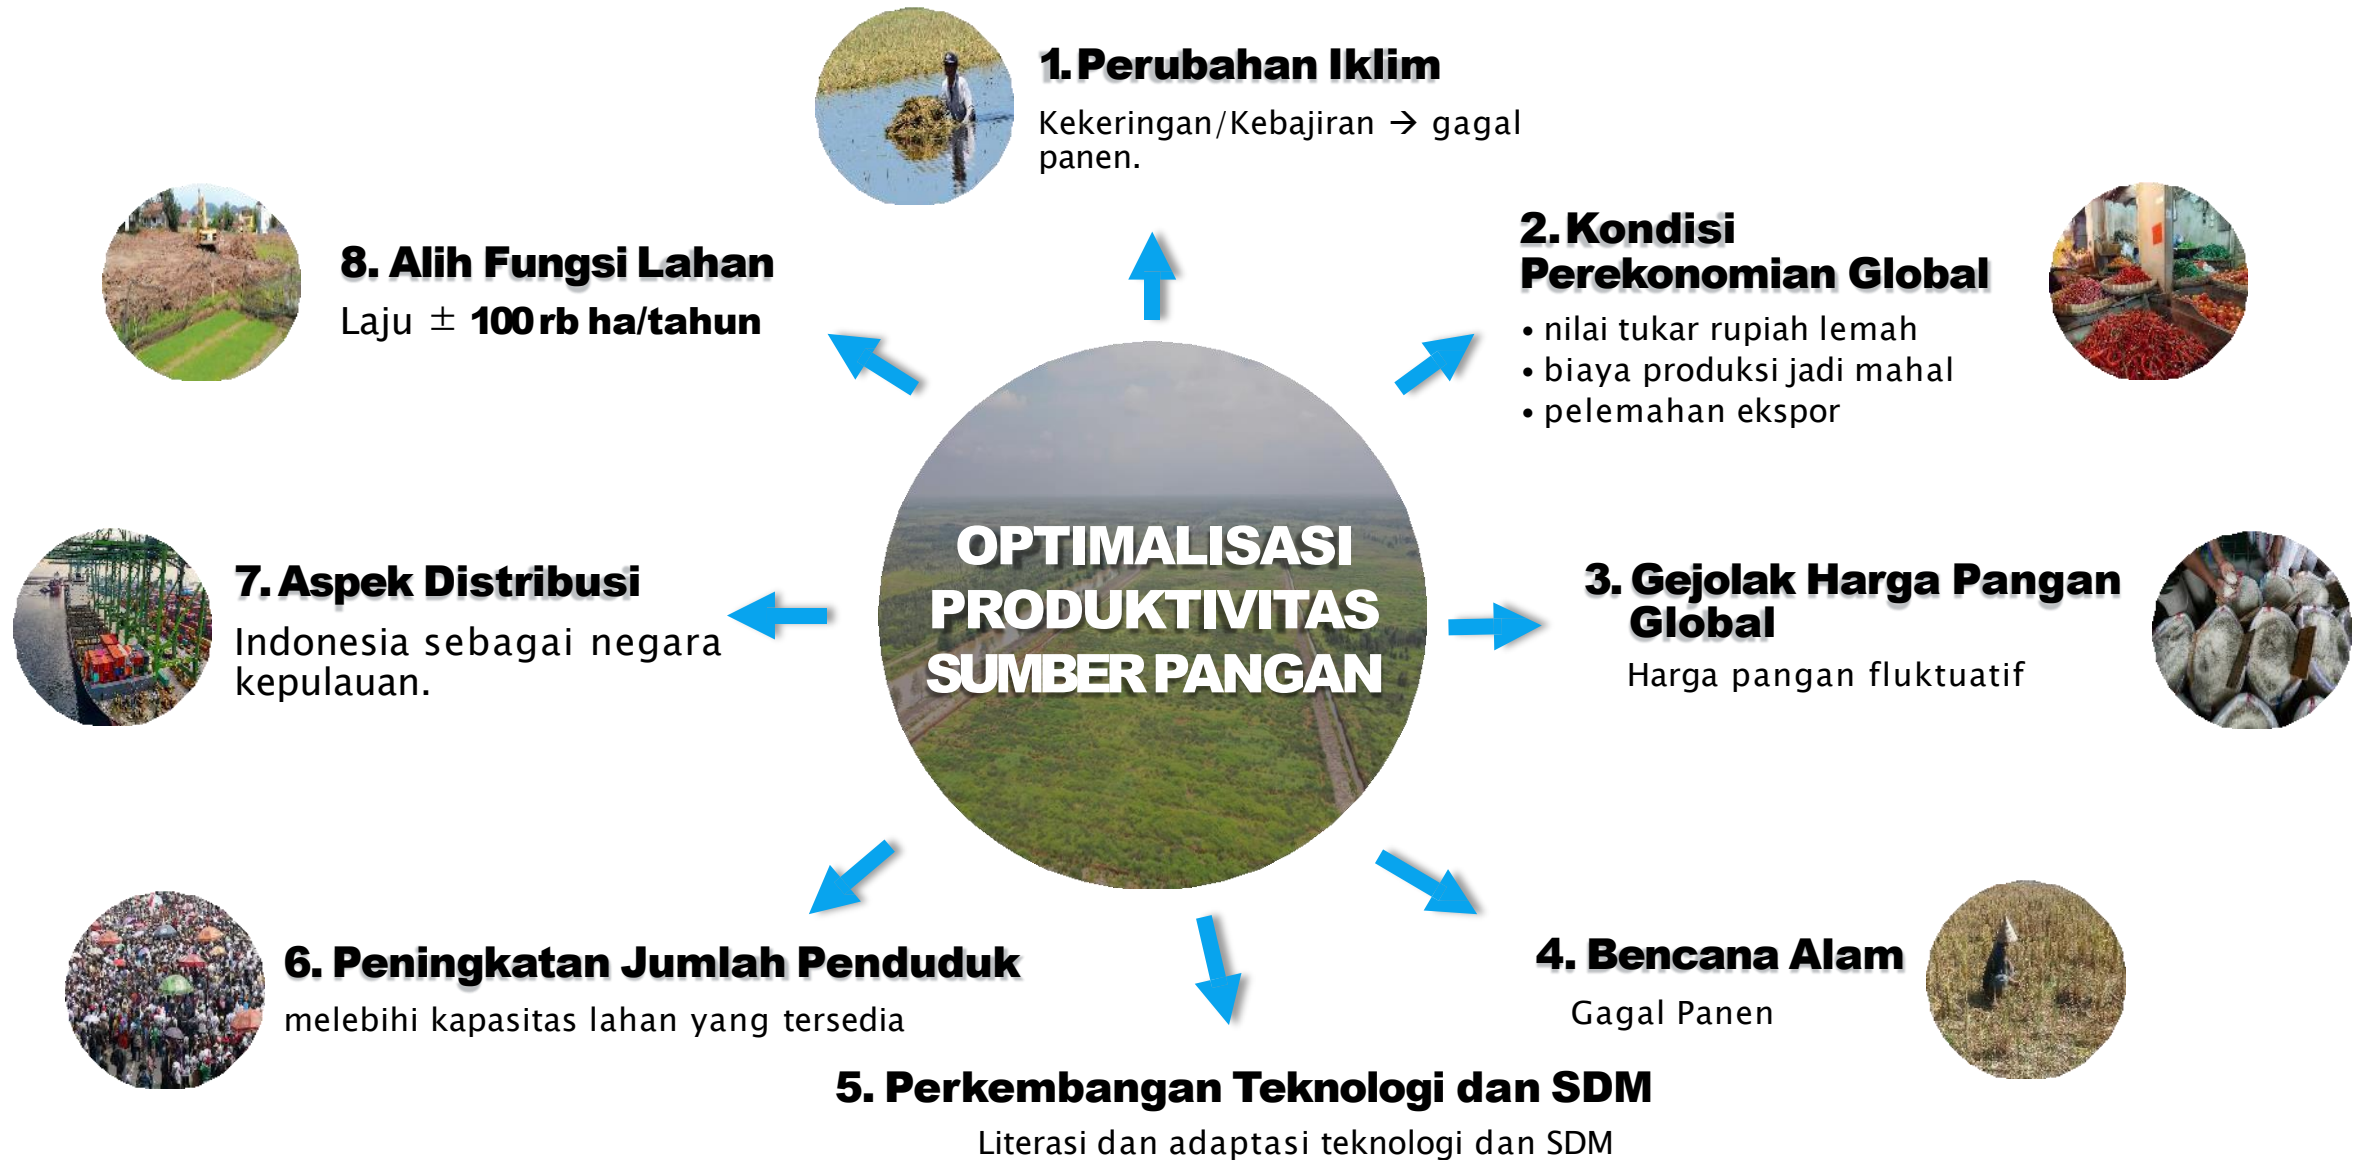 1. Perubahan Iklim
Kekeringan/Kebajiran → gagal
panen.
2. Kondisi
Perekonomian Global
• nilai tukar rupiah lemah
• biaya produksi jadi mahal
• pelemahan ekspor
3. Gejolak Harga Pangan
Global
Harga pangan fluktuatif
4. Bencana Alam
Gagal Panen
5. Perkembangan Teknologi dan SDM
Literasi dan adaptasi teknologi dan SDM
6. Peningkatan Jumlah Penduduk
melebihi kapasitas lahan yang tersedia
7. Aspek Distribusi
Indonesia sebagai negara
kepulauan.
8. Alih Fungsi Lahan
Laju ± 100 rb ha/tahun
OPTIMALISASI
PRODUKTIVITAS
SUMBER PANGAN